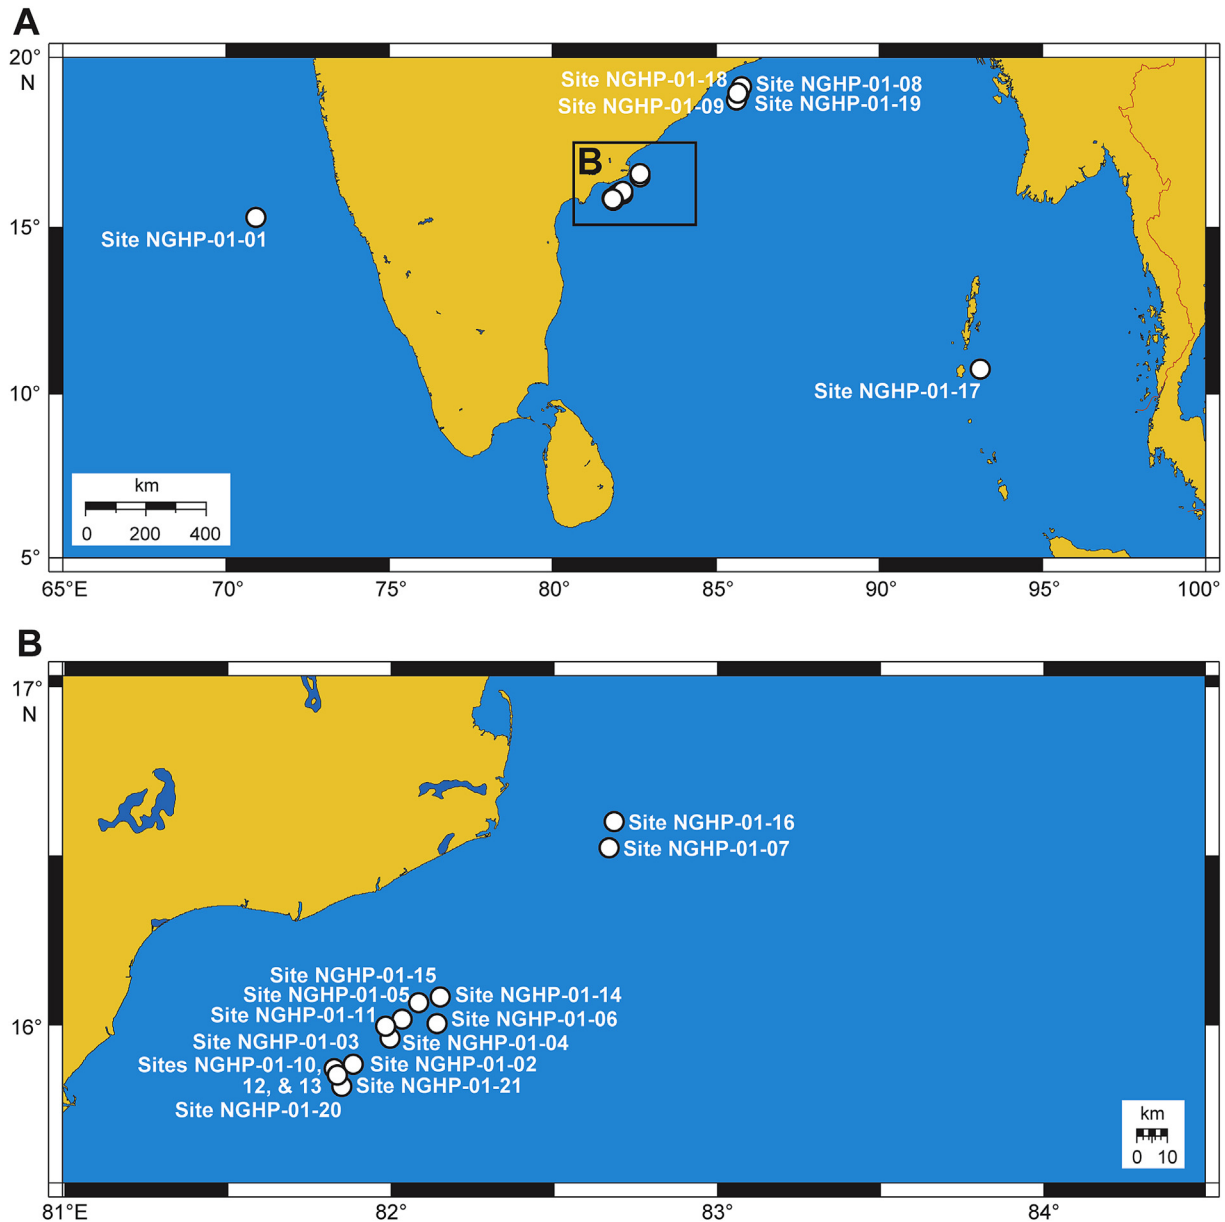 A
20°
N
Site NGHP-01-18
Site NGHP-01-08
Site NGHP-01-09
Site NGHP-01-19
B
15°
Site NGHP-01-01
10°
Site NGHP-01-17
km
0 200 400
5°
65°E 70° 75° 80° 85° 90° 95° 100°
B
17°
N
Site NGHP-01-16
Site NGHP-01-07
Site NGHP-01-15
Site NGHP-01-05
Site NGHP-01-14
Site NGHP-01-11
Site NGHP-01-06
16°
Site NGHP-01-03
Site NGHP-01-04
Sites NGHP-01-10,
12, & 13
Site NGHP-01-02
Site NGHP-01-21
Site NGHP-01-20
km
0 10
81°E 82° 83° 84°